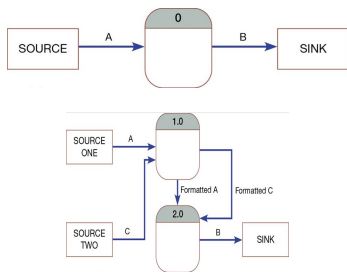 0
SOURCE
A
B
SINK
1.0
SOURCE
ONE
A
Formatted A
Formatted C
2.0
SOURCE
TWO
C
B
SINK